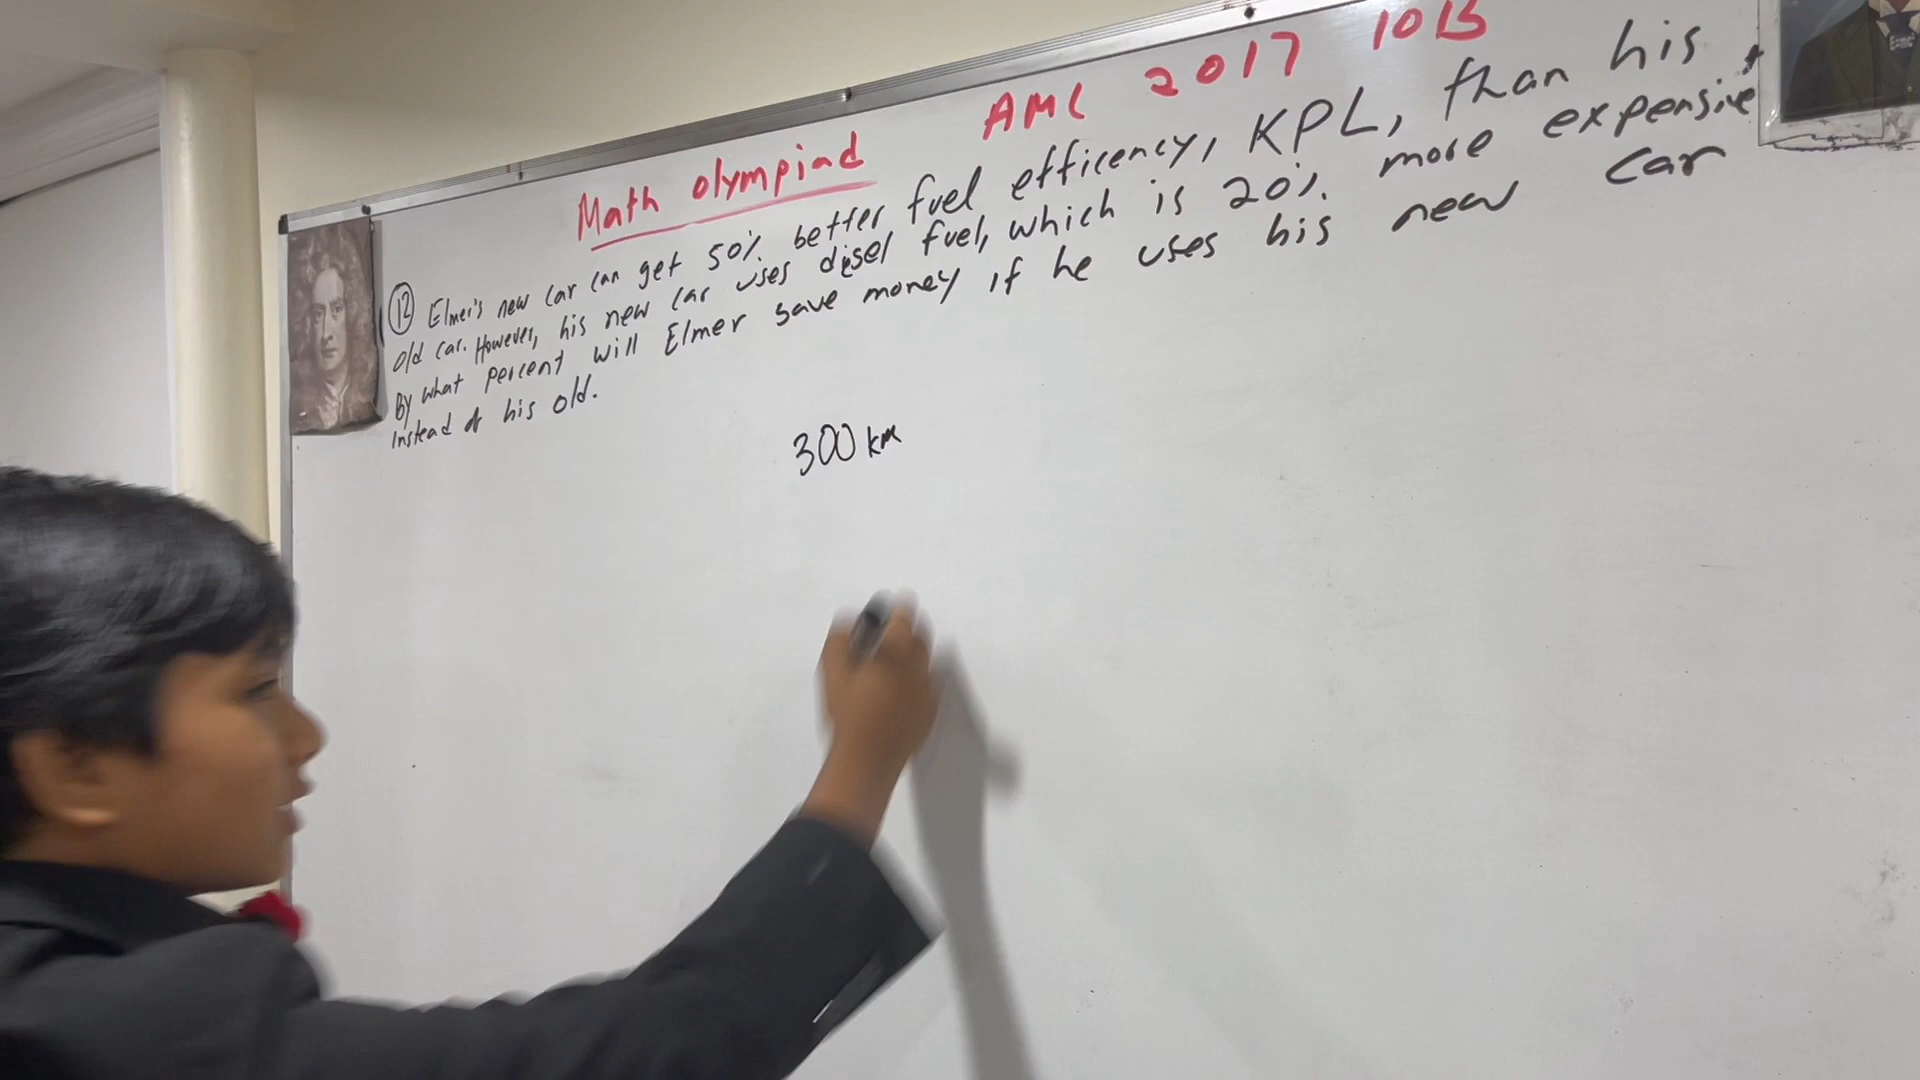 Math olympiad AMC 2017 10B
(12) Elmer's new car can get 50% better fuel efficency, KPL, than his
old car. However, his new car uses disel fuel, which is 20% more expensive
By what percent will Elmer save money if he uses his new car
instead of his old.
300 km